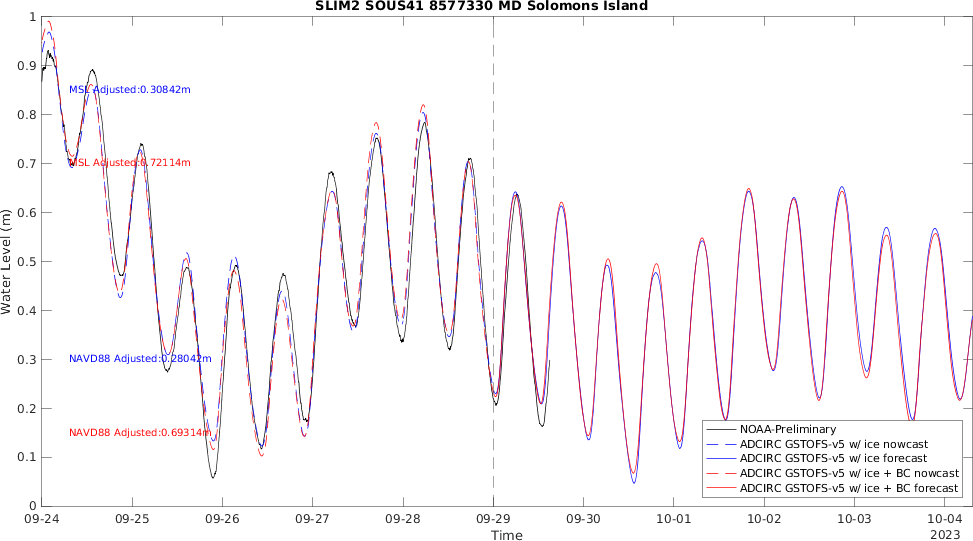 SLIM2 SOUS41 8577330 MD Solomons Island
1
0.9
0.8
0.7
0.6
0.5
0.4
0.3
0.2
0.1
0
Water Level (m)
MSL Adjusted:0.30842m
MSL Adjusted:0.72114m
NAVD88 Adjusted:0.28042m
NAVD88 Adjusted:0.69314m
NOAA-Preliminary
ADCIRC GSTOFS-v5 w/ ice nowcast
ADCIRC GSTOFS-v5 w/ ice forecast
ADCIRC GSTOFS-v5 w/ ice + BC nowcast
ADCIRC GSTOFS-v5 w/ ice + BC forecast
09-24 09-25 09-26 09-27 09-28 09-29 09-30 10-01 10-02 10-03 10-04
Time
2023